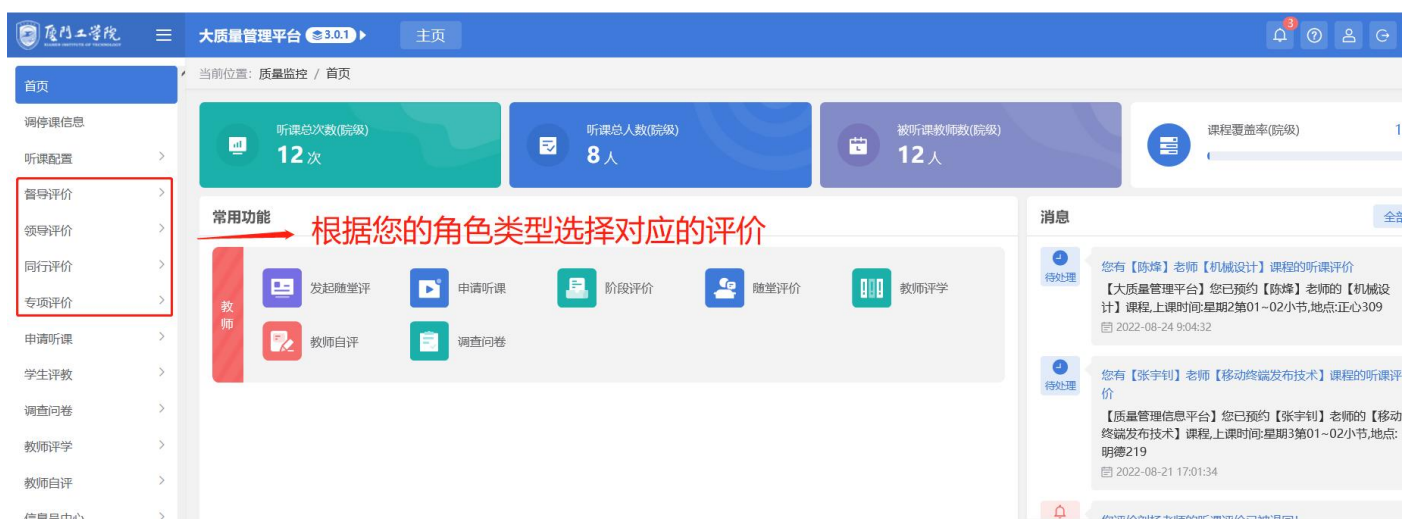 厦门工学院
大质量管理平台 3.0.1
主页
3
首页
调停课信息
听课配置
督导评价
领导评价
同行评价
专项评价
申请听课
学生评教
调查问卷
教师评学
教师自评
信息员中心
当前位置: 质量监控 / 首页
听课总次数(院级)
12 次
听课总人数(院级)
8 人
被听课教师数(院级)
12 人
课程覆盖率(院级)
1
常用功能
根据您的角色类型选择对应的评价
教师
发起随堂评
申请听课
阶段评价
随堂评价
教师评学
教师自评
调查问卷
消息
全部
待处理
您有【陈烽】老师【机械设计】课程的听课评价
【大质量管理平台】您已预约【陈烽】老师的【机械设
计】课程,上课时间:星期2第01~02小节,地点:正心309
2022-08-24 9:04:32
待处理
您有【张宇钊】老师【移动终端发布技术】课程的听课评
价
【质量管理信息平台】您已预约【张宇钊】老师的【移动
终端发布技术】课程,上课时间:星期3第01~02小节,地点:
明德219
2022-08-21 17:01:34